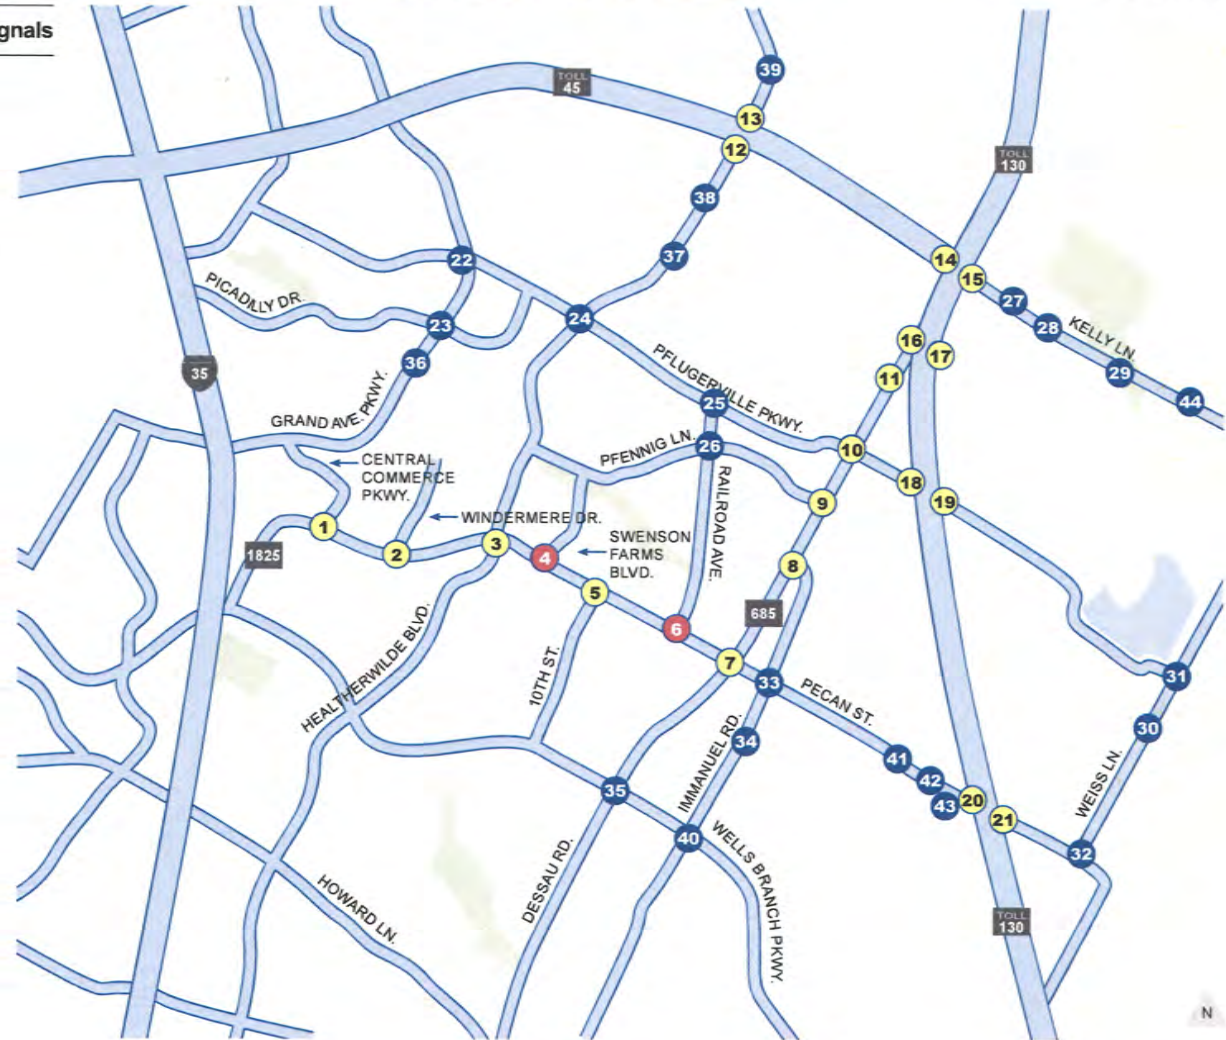 gnals
39
TOLL
45
13
12
TOLL
130
38
37
22
14
15
PICADILLY DR.
27
24
23
28
KELLY LN.
16
17
36
PFLUGERVILLE PKWY.
35
29
11
25
44
GRAND AVE. PKWY.
PFENNIG LN.
26
10
CENTRAL
COMMERCE
PKWY.
RAILROAD AVE.
18
9
19
WINDERMERE DR.
1
3
SWENSON
FARMS
BLVD.
1825
2
4
8
5
685
HEALTHERWILDE BLVD.
6
7
10TH ST.
33
PECAN ST.
31
30
IMMANUEL RD.
34
41
42
WEISS LN.
35
43
20
21
40
WELLS BRANCH PKWY.
32
DESSAU RD.
HOWARD LN.
TOLL
130
N